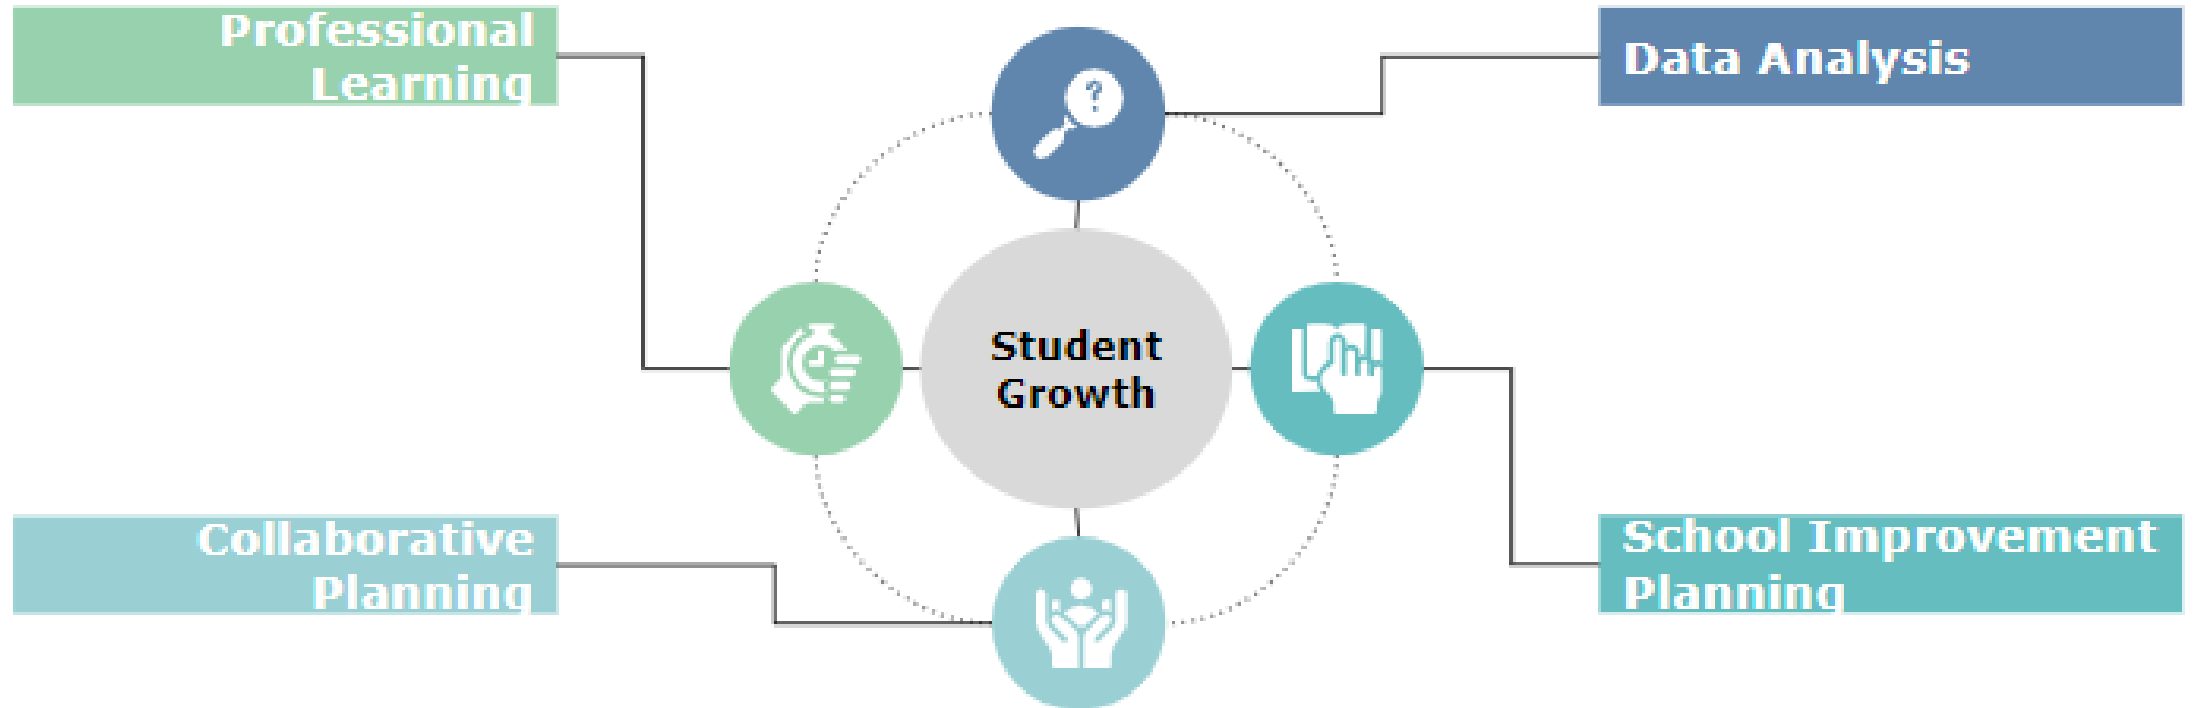 Professional
Learning
Data Analysis
?
Student
Growth
Collaborative
Planning
School Improvement
Planning